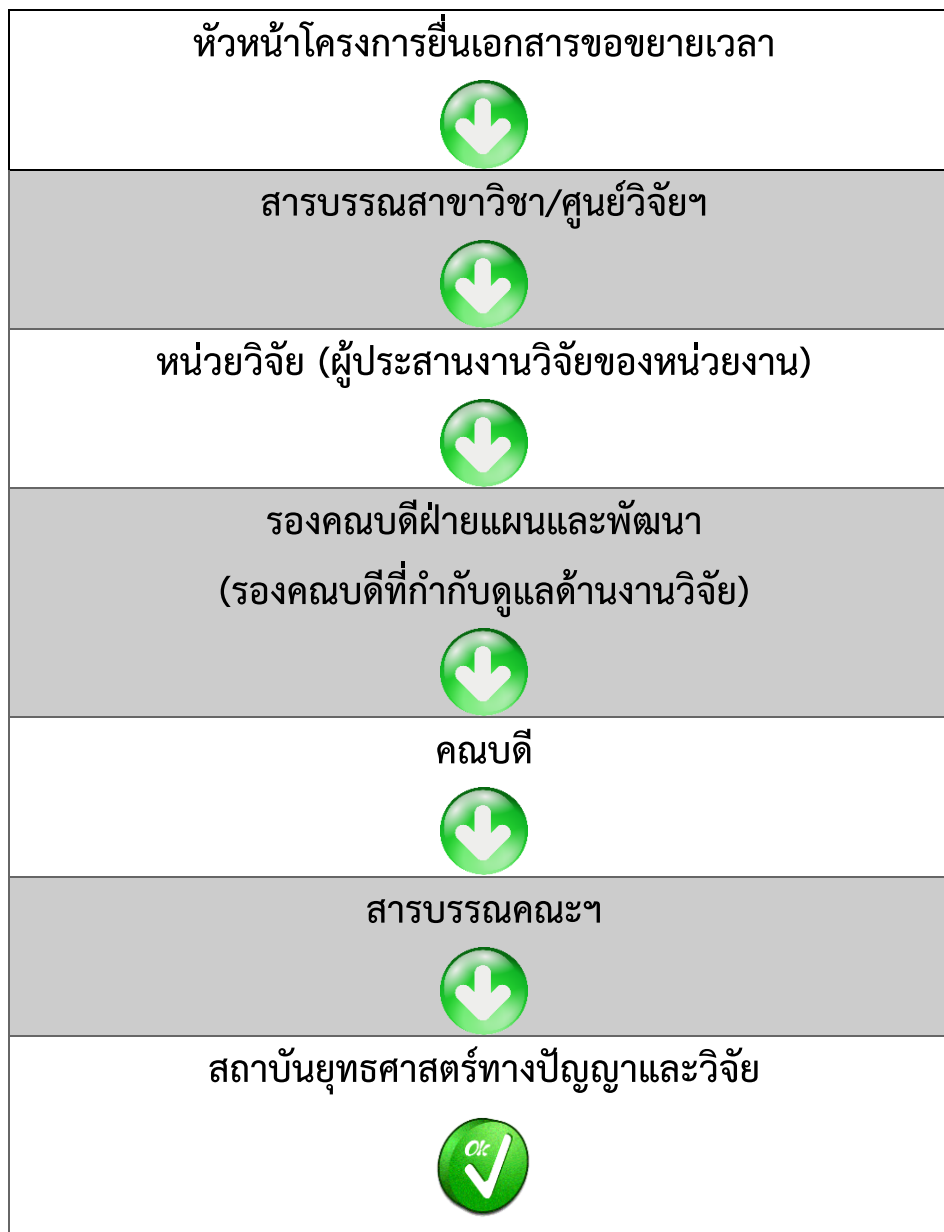 หัวหน้าโครงการยื่นเอกสารขอขยายเวลา
สารบรรณสาขาวิชา/ศูนย์วิจัยฯ
หน่วยวิจัย (ผู้ประสานงานวิจัยของหน่วยงาน)
รองคณบดีฝ่ายแผนและพัฒนา
(รองคณบดีที่กำกับดูแลด้านงานวิจัย)
คณบดี
สารบรรณคณะฯ
สถาบันยุทธศาสตร์ทางปัญญาและวิจัย
Ok